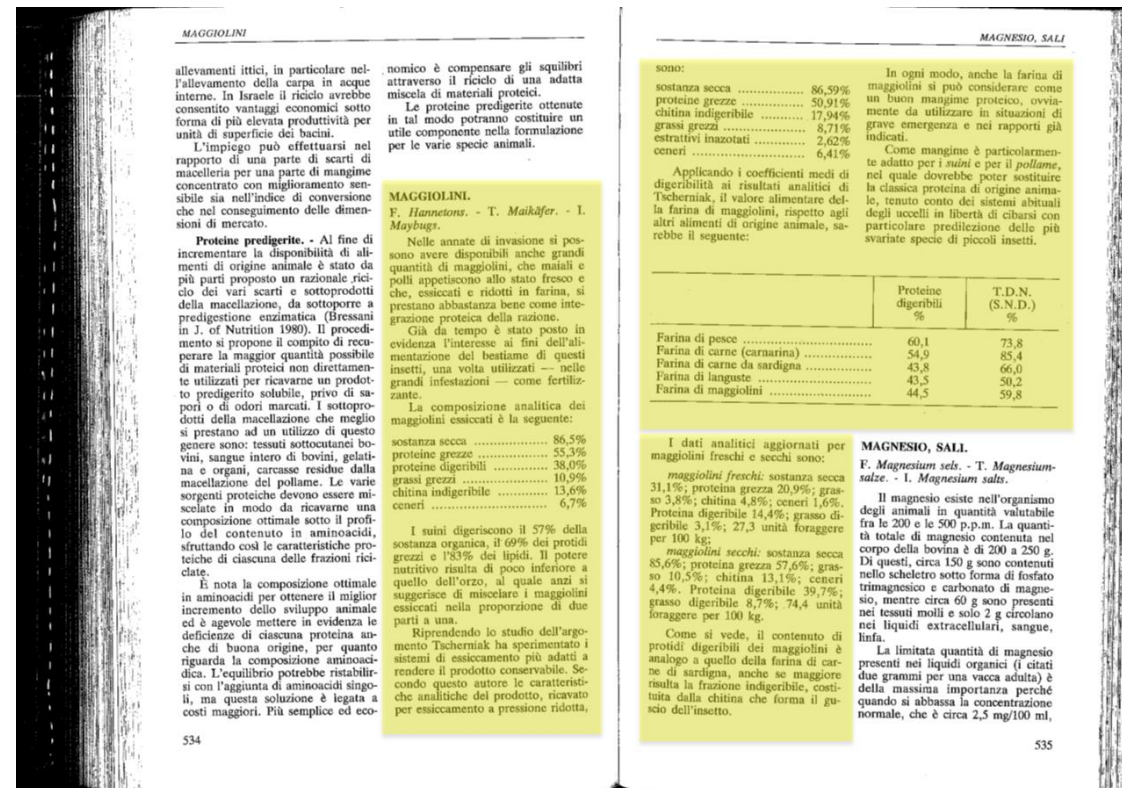 MAGGIOLINI
allevamenti ittici, in particolare nel-
l'allevamento della carpa in acque
interne. In Israele il riciclo avrebbe
consentito vantaggi economici sotto
forma di più elevata produttività per
unità di superficie dei bacini.
L'impiego può effettuarsi nel
rapporto di una parte di scarti di
macelleria per una parte di mangime
concentrato con miglioramento sen-
sibile sia nell'indice di conversione
che nel conseguimento delle dimen-
sioni di mercato.
Proteine predigerite. - Al fine di
incrementare la disponibilità di ali-
menti di origine animale è stato da
più parti proposto un razionale rici-
clo dei vari scarti e sottoprodotti
della macellazione, da sottoporre a
predigestione enzimatica (Bressani
in J. of Nutrition 1980). Il procedi-
mento si propone il compito di recu-
perare la maggior quantità possibile
di materiali proteici non direttamen-
te utilizzati per ricavarne un prodot-
to predigerito solubile, privo di sa-
pori o di odori marcati. I sottopro-
dotti della macellazione che meglio
si prestano ad un utilizzo di questo
genere sono: tessuti sottocutanei bo-
vini, sangue intero di bovini, gelati-
na e organi, carcasse residue dalla
macellazione del pollame. Le varie
sorgenti proteiche devono essere mi-
scelate in modo da ricavarne una
composizione ottimale sotto il profi-
lo del contenuto in aminoacidi,
sfruttando così le caratteristiche pro-
teiche di ciascuna delle frazioni rici-
clate.
È nota la composizione ottimale
in aminoacidi per ottenere il miglior
incremento dello sviluppo animale
ed è agevole mettere in evidenza le
deficienze di ciascuna proteina an-
che di buona origine, per quanto
riguarda la composizione aminoaci-
dica. L'equilibrio potrebbe ristabilir-
si con l'aggiunta di aminoacidi singo-
li, ma questa soluzione è legata a
costi maggiori. Più semplice ed eco-
534
nomico è compensare gli squilibri
attraverso il riciclo di una adatta
miscela di materiali proteici.
Le proteine predigerite ottenute
in tal modo potranno costituire un
utile componente nella formulazione
per le varie specie animali.
MAGGIOLINI.
F. Hannetons. - T. Maikäfer. - I.
Maybugs.
Nelle annate di invasione si pos-
sono avere disponibili anche grandi
quantità di maggiolini, che maiali e
polli appetiscono allo stato fresco e
che, essiccati e ridotti in farina, si
prestano abbastanza bene come inte-
grazione proteica della razione.
Già da tempo è stato posto in
evidenza l'interesse ai fini dell'ali-
mentazione del bestiame di questi
insetti, una volta utilizzati — nelle
grandi infestazioni — come fertiliz-
zante.
La composizione analitica dei
maggiolini essiccati è la seguente:
sostanza secca .................. 86,5%
proteine grezze .................. 55,3%
proteine digeribili .............. 38,0%
grassi grezzi ..................... 10,9%
chitina indigeribile ............ 13,6%
ceneri ............................. 6,7%
I suini digeriscono il 57% della
sostanza organica, il 69% dei protidi
grezzi e l'83% dei lipidi. Il potere
nutritivo risulta di poco inferiore a
quello dell'orzo, al quale anzi si
suggerisce di miscelare i maggiolini
essiccati nella proporzione di due
parti a una.
Riprendendo lo studio dell'argo-
mento Tscherniak ha sperimentato i
sistemi di essiccamento più adatti a
rendere il prodotto conservabile. Se-
condo questo autore le caratteristi-
che analitiche del prodotto, ricavato
per essiccamento a pressione ridotta,
MAGNESIO, SALI
sono:
sostanza secca .................. 86,59%
proteine grezze ................. 50,91%
chitina indigeribile ............ 17,94%
grassi grezzi ..................... 8,71%
estrattivi inazotati ............. 2,62%
ceneri .............................. 6,41%
Applicando i coefficienti medi di
digeribilità ai risultati analitici di
Tscherniak, il valore alimentare del-
la farina di maggiolini, rispetto agli
altri alimenti di origine animale, sa-
rebbe il seguente:
In ogni modo, anche la farina di
maggiolini si può considerare come
un buon mangime proteico, ovvia-
mente da utilizzare in situazioni di
grave emergenza e nei rapporti già
indicati.
Come mangime è particolarmen-
te adatto per i suini e per il pollame,
nel quale dovrebbe poter sostituire
la classica proteina di origine anima-
le, tenuto conto dei sistemi abituali
degli uccelli in libertà di cibarsi con
particolare predilezione delle più
svariate specie di piccoli insetti.
Proteine digeribili % T.D.N. (S.N.D.) %
Farina di pesce .............................. 60,1 73,8
Farina di carne (carnarina) .................. 54,9 85,4
Farina di carne da sardigna .................. 43,8 66,0
Farina di languste ........................... 43,5 50,2
Farina di maggiolini ......................... 44,5 59,8
I dati analitici aggiornati per
maggiolini freschi e secchi sono:
maggiolini freschi: sostanza secca
31,1%; proteina grezza 20,9%; gras-
so 3,8%; chitina 4,8%; ceneri 1,6%.
Proteina digeribile 14,4%; grasso di-
geribile 3,1%; 27,3 unità foraggere
per 100 kg;
maggiolini secchi: sostanza secca
85,6%; proteina grezza 57,6%; gras-
so 10,5%; chitina 13,1%; ceneri
4,4%. Proteina digeribile 39,7%;
grasso digeribile 8,7%; 74,4 unità
foraggere per 100 kg.
Come si vede, il contenuto di
protidi digeribili dei maggiolini è
analogo a quello della farina di car-
ne di sardigna, anche se maggiore
risulta la frazione indigeribile, costi-
tuita dalla chitina che forma il gu-
scio dell'insetto.
MAGNESIO, SALI.
F. Magnesium sels. - T. Magnesium-
salze. - I. Magnesium salts.
Il magnesio esiste nell'organismo
degli animali in quantità valutabile
fra le 200 e le 500 p.p.m. La quanti-
tà totale di magnesio contenuta nel
corpo della bovina è di 200 a 250 g.
Di questi, circa 150 g sono contenuti
nello scheletro sotto forma di fosfato
trimagnesico e carbonato di magne-
sio, mentre circa 60 g sono presenti
nei tessuti molli e solo 2 g circolano
nei liquidi extracellulari, sangue,
linfa.
La limitata quantità di magnesio
presenti nei liquidi organici (i citati
due grammi per una vacca adulta) è
della massima importanza perché
quando si abbassa la concentrazione
normale, che è circa 2,5 mg/100 ml,
535